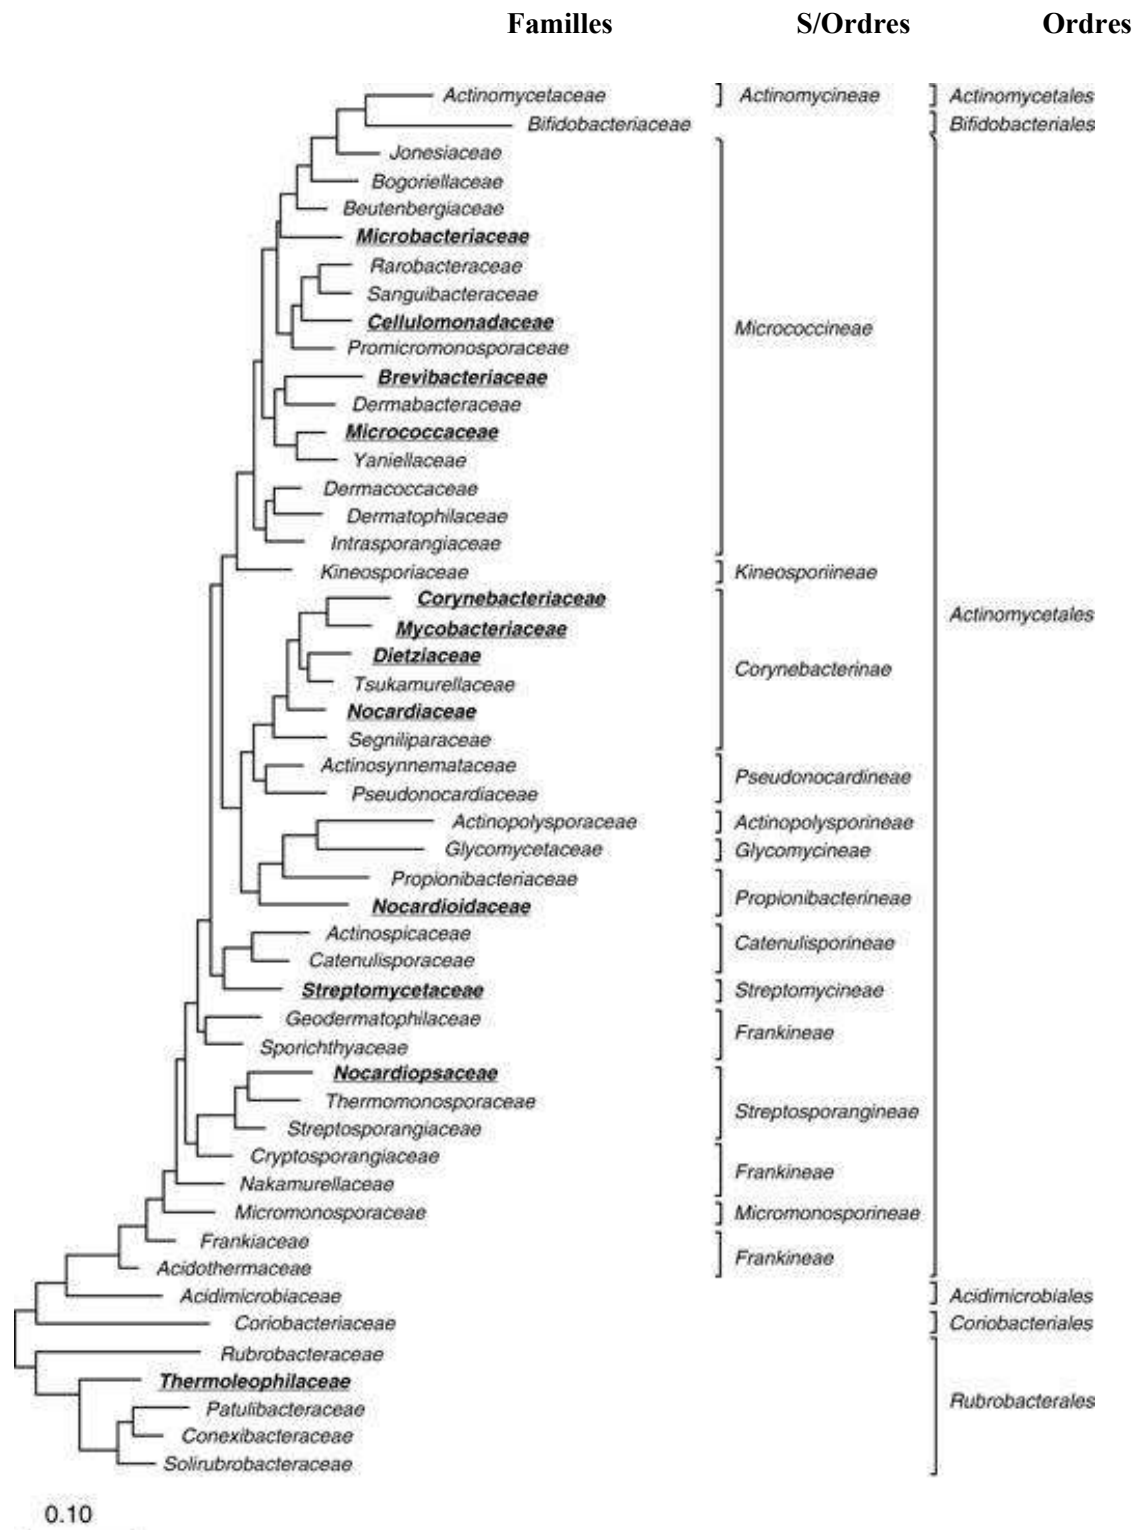 Familles S/Ordres Ordres
Actinomycetaceae Actinomycineae Actinomycetales
Bifidobacteriaceae Bifidobacteriales
Jonesiaceae
Bogoriellaceae
Beutenbergiaceae
Microbacteriaceae
Rarobacteraceae
Sanguibacteraceae
Cellulomonadaceae
Micrococcineae
Promicromonosporaceae
Brevibacteriaceae
Dermabacteraceae
Micrococcaceae
Yaniellaceae
Dermacoccaceae
Dermatophilaceae
Intrasporangiaceae
Kineosporiaceae Kineosporiineae
Corynebacteriaceae
Actinomycetales
Mycobacteriaceae
Dietziaceae
Corynebacterinae
Tsukamurellaceae
Nocardiaceae
Segniliparaceae
Actinosynnemataceae
Pseudonocardineae
Pseudonocardiaceae
Actinopolysporaceae Actinopolysporineae
Glycomycetaceae Glycomycineae
Propionibacteriaceae
Propionibacterineae
Nocardioidaceae
Actinospicaceae
Catenulisporineae
Catenulisporaceae
Streptomycetaceae Streptomycineae
Geodermatophilaceae
Frankineae
Sporichthyaceae
Nocardiopsaceae
Thermomonosporaceae
Streptosporangineae
Streptosporangiaceae
Cryptosporangiaceae
Frankineae
Nakamurellaceae
Micromonosporaceae Micromonosporineae
Frankiaceae
Frankineae
Acidothermaceae
Acidimicrobiaceae Acidimicrobiales
Coriobacteriaceae Coriobacteriales
Rubrobacteraceae
Thermoleophilaceae
Rubrobacterales
Patulibacteraceae
Conexibacteraceae
Solirubrobacteraceae
0.10